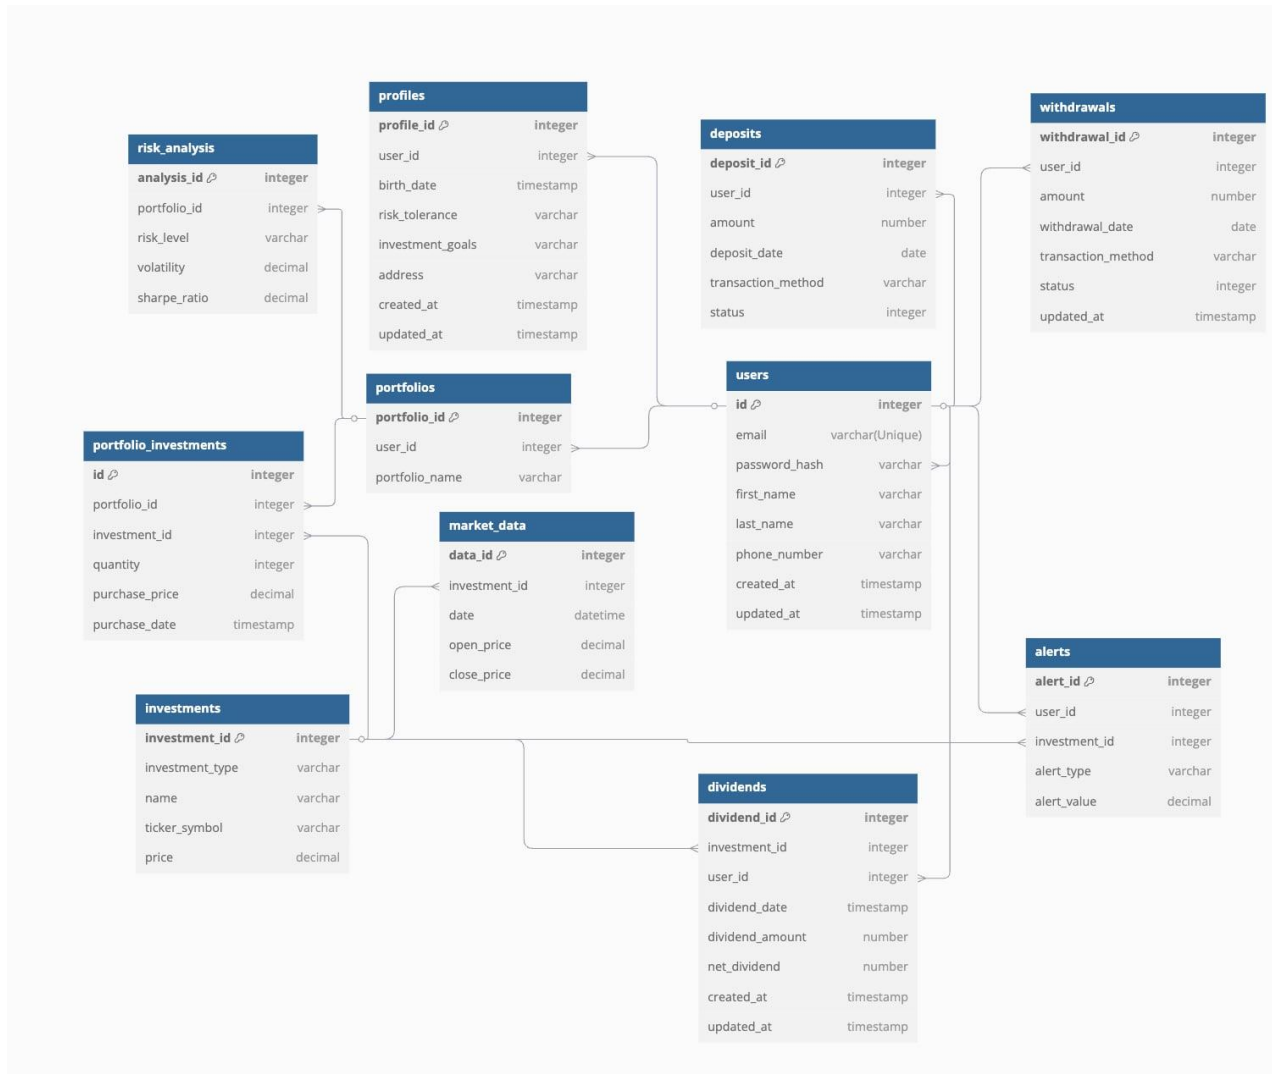 profiles
profile_id integer
user_id integer
birth_date timestamp
risk_tolerance varchar
investment_goals varchar
address varchar
created_at timestamp
updated_at timestamp
withdrawals
withdrawal_id integer
user_id integer
amount number
withdrawal_date date
transaction_method varchar
status integer
updated_at timestamp
deposits
deposit_id integer
user_id integer
amount number
deposit_date date
transaction_method varchar
status integer
risk_analysis
analysis_id integer
portfolio_id integer
risk_level varchar
volatility decimal
sharpe_ratio decimal
users
id integer
email varchar(Unique)
password_hash varchar
first_name varchar
last_name varchar
phone_number varchar
created_at timestamp
updated_at timestamp
portfolios
portfolio_id integer
user_id integer
portfolio_name varchar
portfolio_investments
id integer
portfolio_id integer
investment_id integer
quantity integer
purchase_price decimal
purchase_date timestamp
market_data
data_id integer
investment_id integer
date datetime
open_price decimal
close_price decimal
alerts
alert_id integer
user_id integer
investment_id integer
alert_type varchar
alert_value decimal
investments
investment_id integer
investment_type varchar
name varchar
ticker_symbol varchar
price decimal
dividends
dividend_id integer
investment_id integer
user_id integer
dividend_date timestamp
dividend_amount number
net_dividend number
created_at timestamp
updated_at timestamp